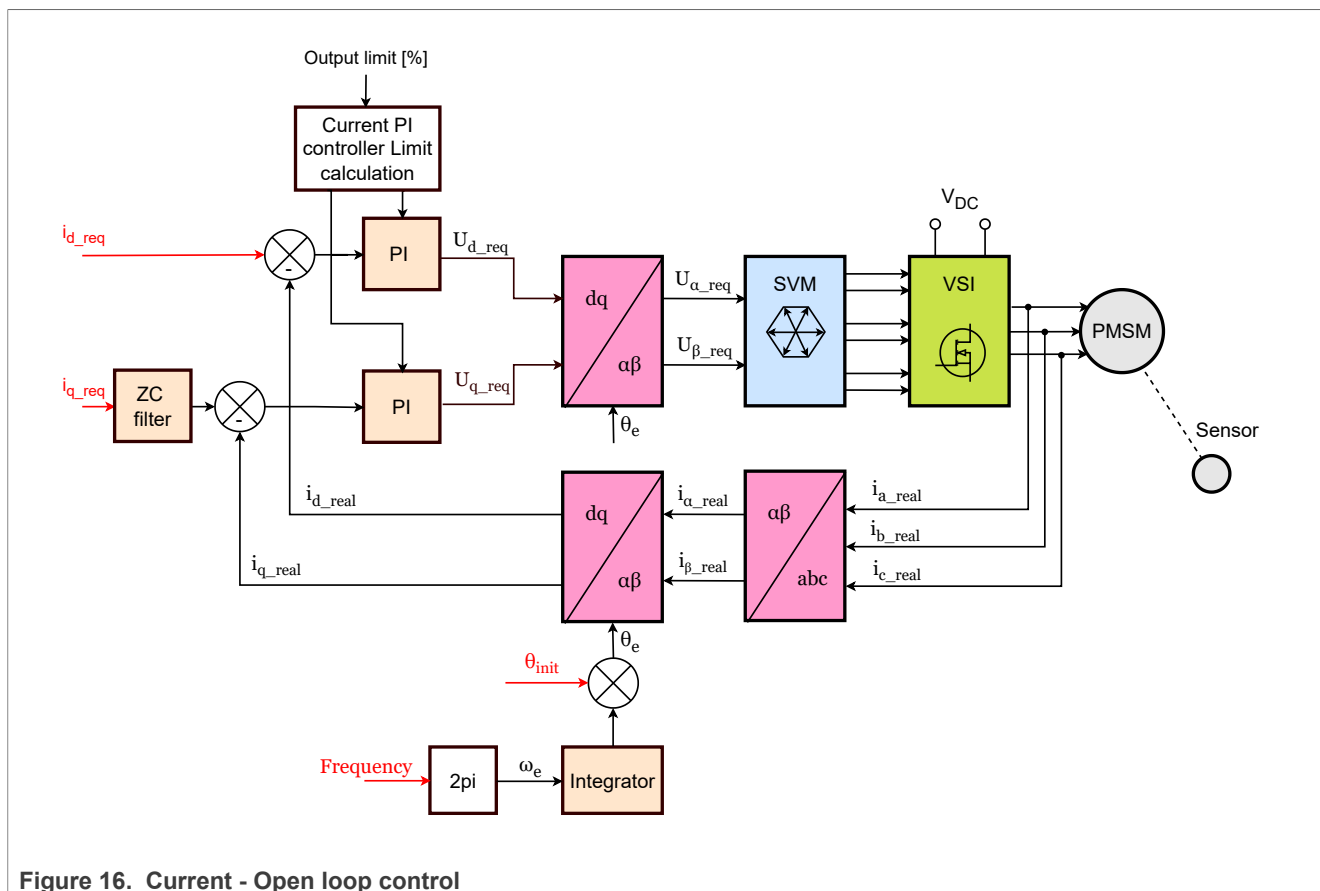 Output limit [%]
Current PI
controller Limit
calculation
V_DC
i_d_req
-
PI
U_d_req
dq
αβ
U_α_req
U_β_req
SVM
VSI
PMSM
i_q_req
ZC
filter
-
PI
U_q_req
θ_e
Sensor
i_d_real
i_q_real
dq
αβ
i_α_real
i_β_real
αβ
abc
i_a_real
i_b_real
i_c_real
θ_e
θ_init
Frequency
2pi
ω_e
Integrator
Figure 16. Current - Open loop control